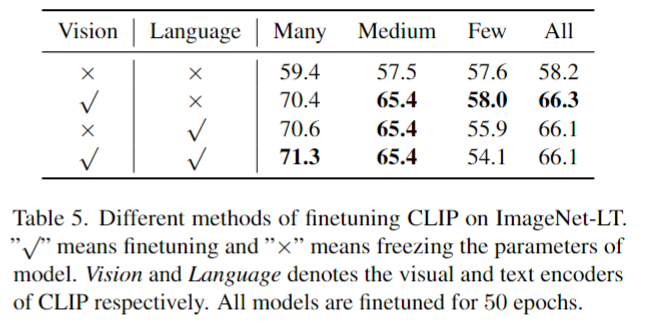 Vision Language Many Medium Few All
× × 59.4 57.5 57.6 58.2
✓ × 70.4 65.4 58.0 66.3
× ✓ 70.6 65.4 55.9 66.1
✓ ✓ 71.3 65.4 54.1 66.1
Table 5. Different methods of finetuning CLIP on ImageNet-LT.
”✓” means finetuning and ”×” means freezing the parameters of
model. Vision and Language denotes the visual and text encoders
of CLIP respectively. All models are finetuned for 50 epochs.